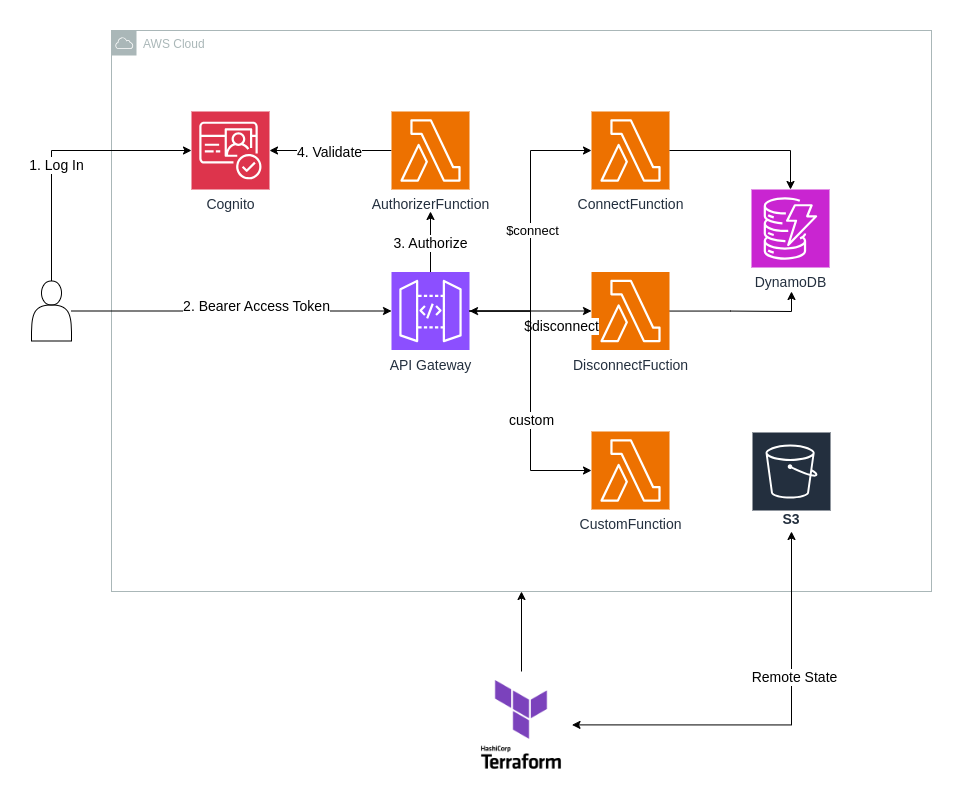 AWS Cloud
1. Log In
4. Validate
Cognito
AuthorizerFunction
ConnectFunction
$connect
3. Authorize
DynamoDB
2. Bearer Access Token
$disconnect
API Gateway
DisconnectFuction
custom
CustomFunction
S3
Remote State
HashiCorp
Terraform